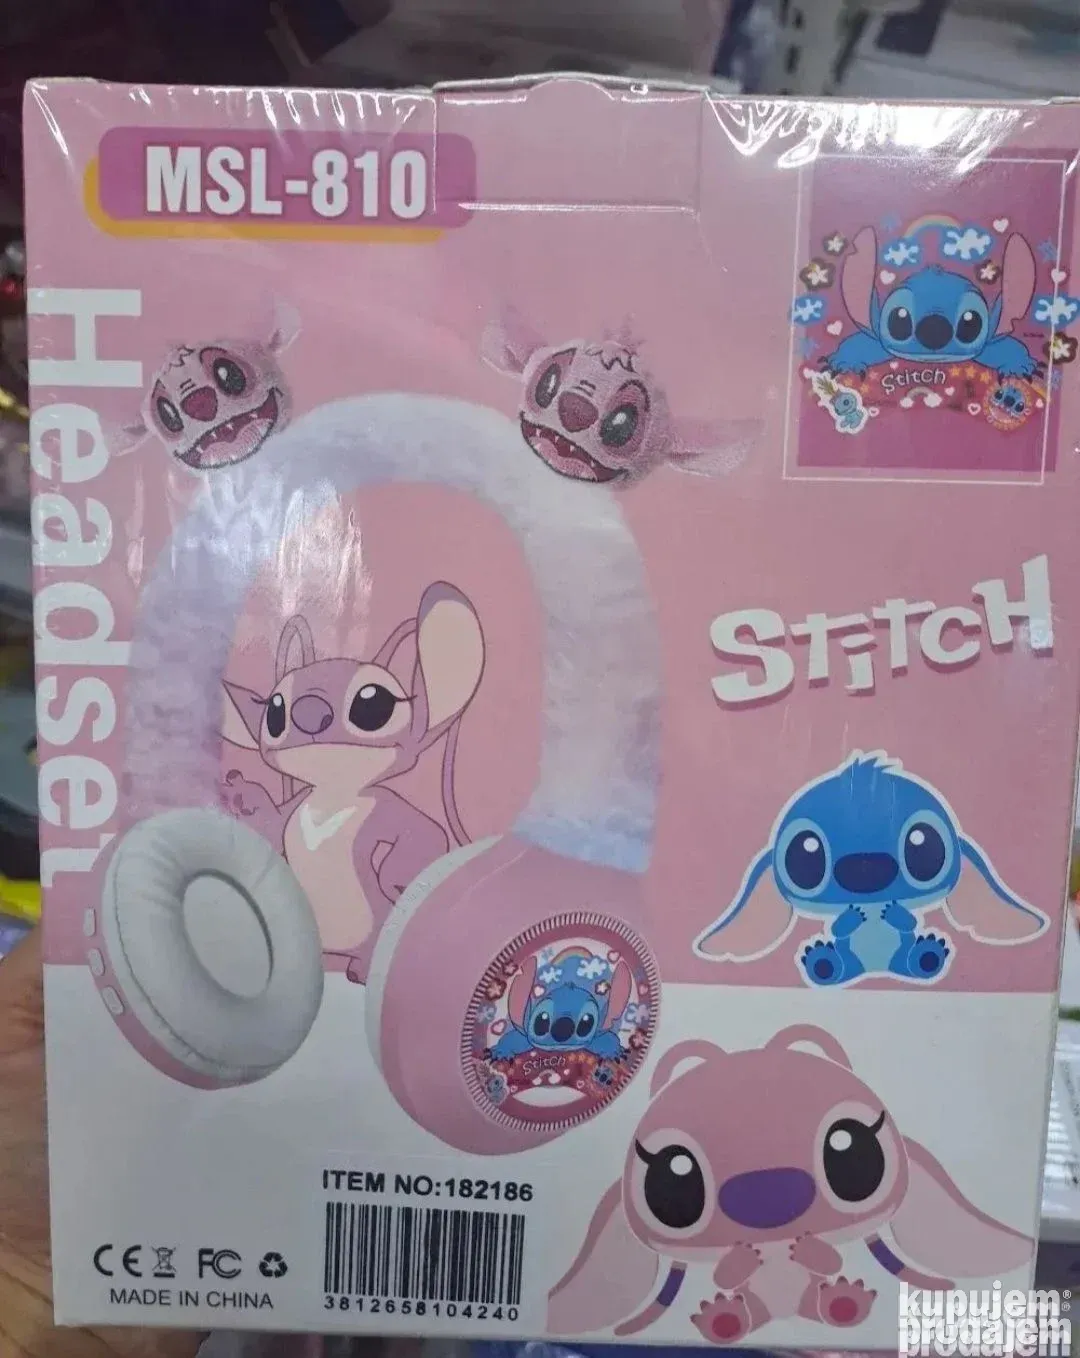 MSL-810
Headset
Stitch
STITCH
Stitch
ITEM NO:182186
3812658104240
CE FC
MADE IN CHINA
kupujem
prodajem